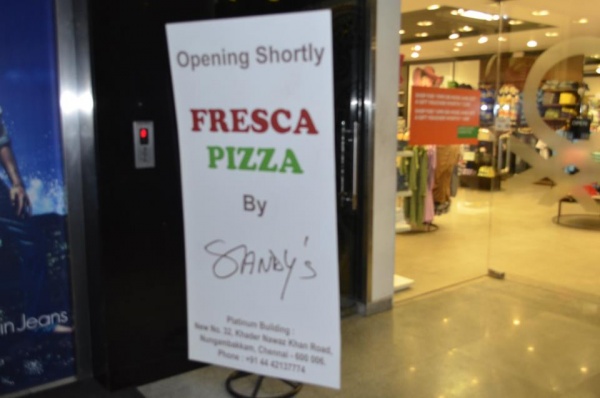 Opening Shortly
FRESCA
PIZZA
By
SANDY's
Platinum Building :
New No. 32, Khader Nawaz Khan Road,
Nungambakkam, Chennai - 600 006.
Phone : +91 44 42137774
in Jeans